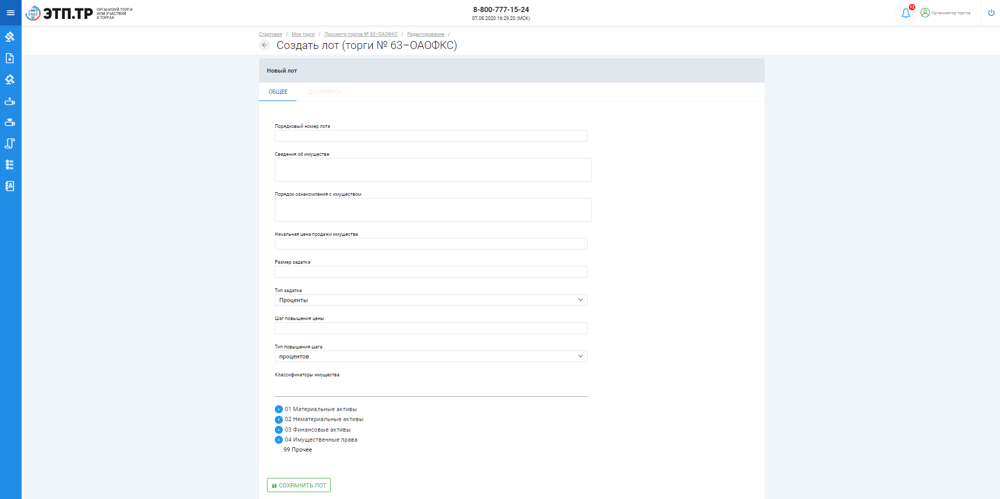 ЭТП.ТР
ОРГАНИЗУЙ ТОРГИ
ИЛИ УЧАСТВУЙ
В ТОРГАХ
8-800-777-15-24
07.08.2020 16:29:20 (МСК)
12
Организатор торгов
Стартовая / Мои торги / Просмотр торгов № 63–ОАОФКС / Редактирование /
Создать лот (торги № 63–ОАОФКС)
Новый лот
ОБЩЕЕ ДОКУМЕНТЫ
Порядковый номер лота
Сведения об имуществе
Порядок ознакомления с имуществом
Начальная цена продажи имущества
Размер задатка
Тип задатка
Проценты
Шаг повышения цены
Тип повышения шага
процентов
Классификаторы имущества
01 Материальные активы
02 Нематериальные активы
03 Финансовые активы
04 Имущественные права
99 Прочее
СОХРАНИТЬ ЛОТ